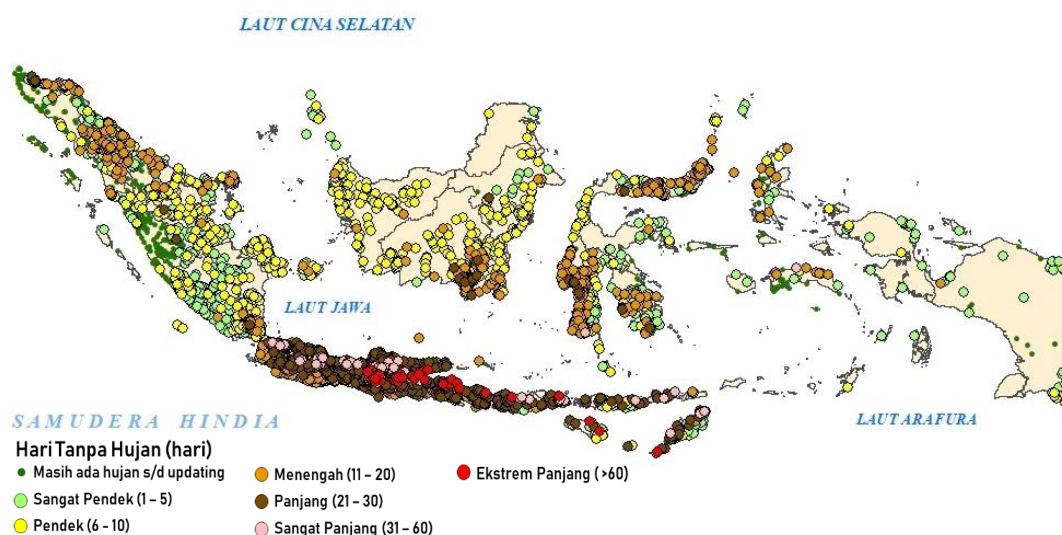 LAUT CINA SELATAN
LAUT JAWA
SAMUDERA HINDIA
LAUT ARAFURA
Hari Tanpa Hujan (hari)
Masih ada hujan s/d updating
Sangat Pendek (1 – 5)
Pendek (6 - 10)
Menengah (11 – 20)
Panjang (21 – 30)
Sangat Panjang (31 – 60)
Ekstrem Panjang ( >60)